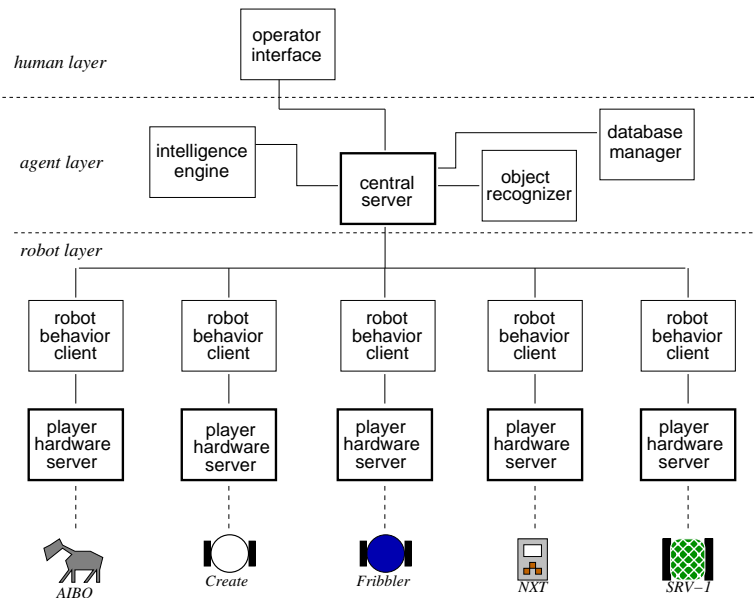 operator
interface
human layer
agent layer
intelligence
engine
central
server
object
recognizer
database
manager
robot layer
robot
behavior
client
robot
behavior
client
robot
behavior
client
robot
behavior
client
robot
behavior
client
player
hardware
server
player
hardware
server
player
hardware
server
player
hardware
server
player
hardware
server
AIBO
Create
Fribbler
NXT
SRV-1